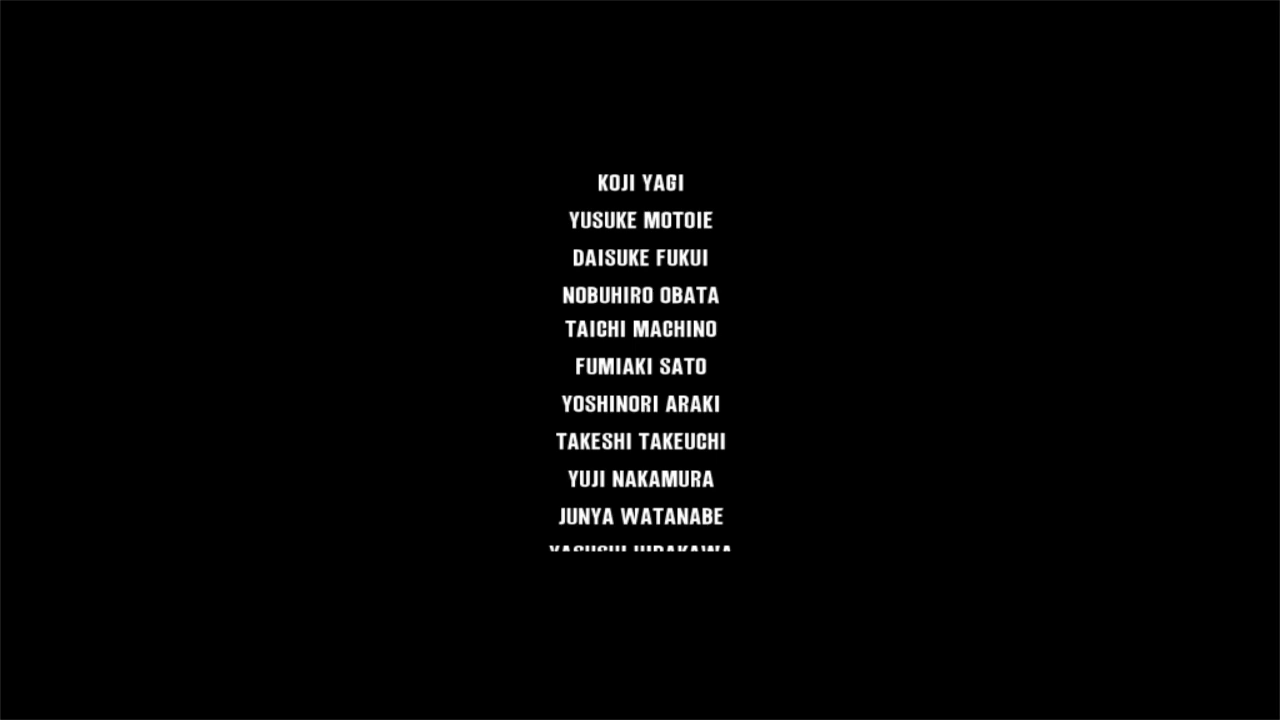 KOJI YAGI
YUSUKE MOTOIE
DAISUKE FUKUI
NOBUHIRO OBATA
TAICHI MACHINO
FUMIAKI SATO
YOSHINORI ARAKI
TAKESHI TAKEUCHI
YUJI NAKAMURA
JUNYA WATANABE